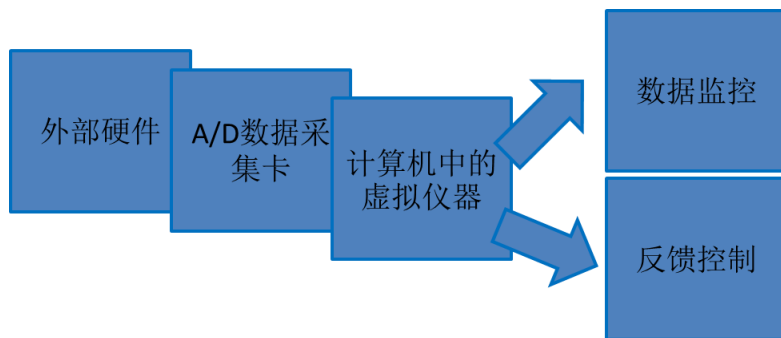 外部硬件
A/D数据采
集卡
计算机中的
虚拟仪器
数据监控
反馈控制